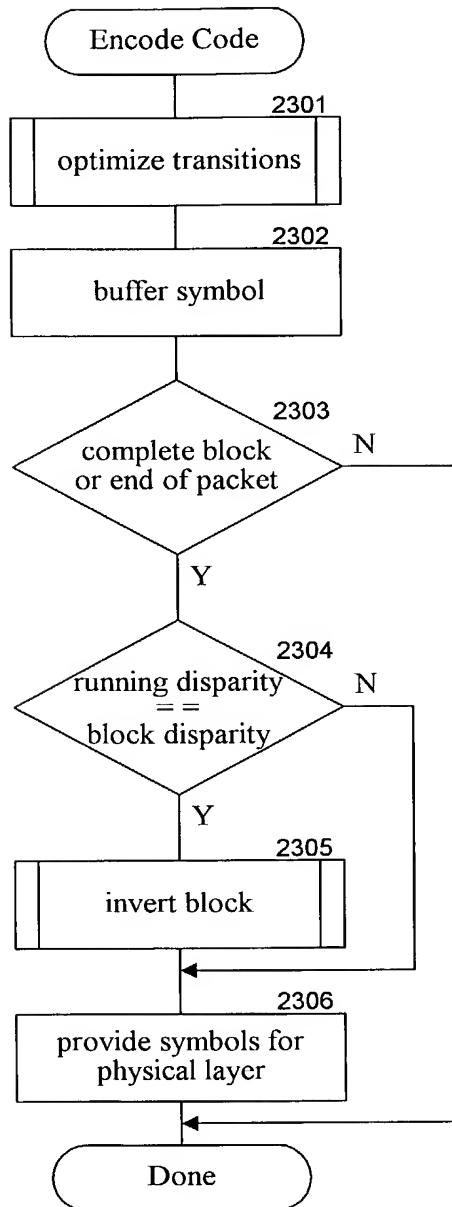 Encode Code
2301
optimize transitions
2302
buffer symbol
2303
complete block
or end of packet
N
Y
2304
running disparity
==
block disparity
N
Y
2305
invert block
2306
provide symbols for
physical layer
Done